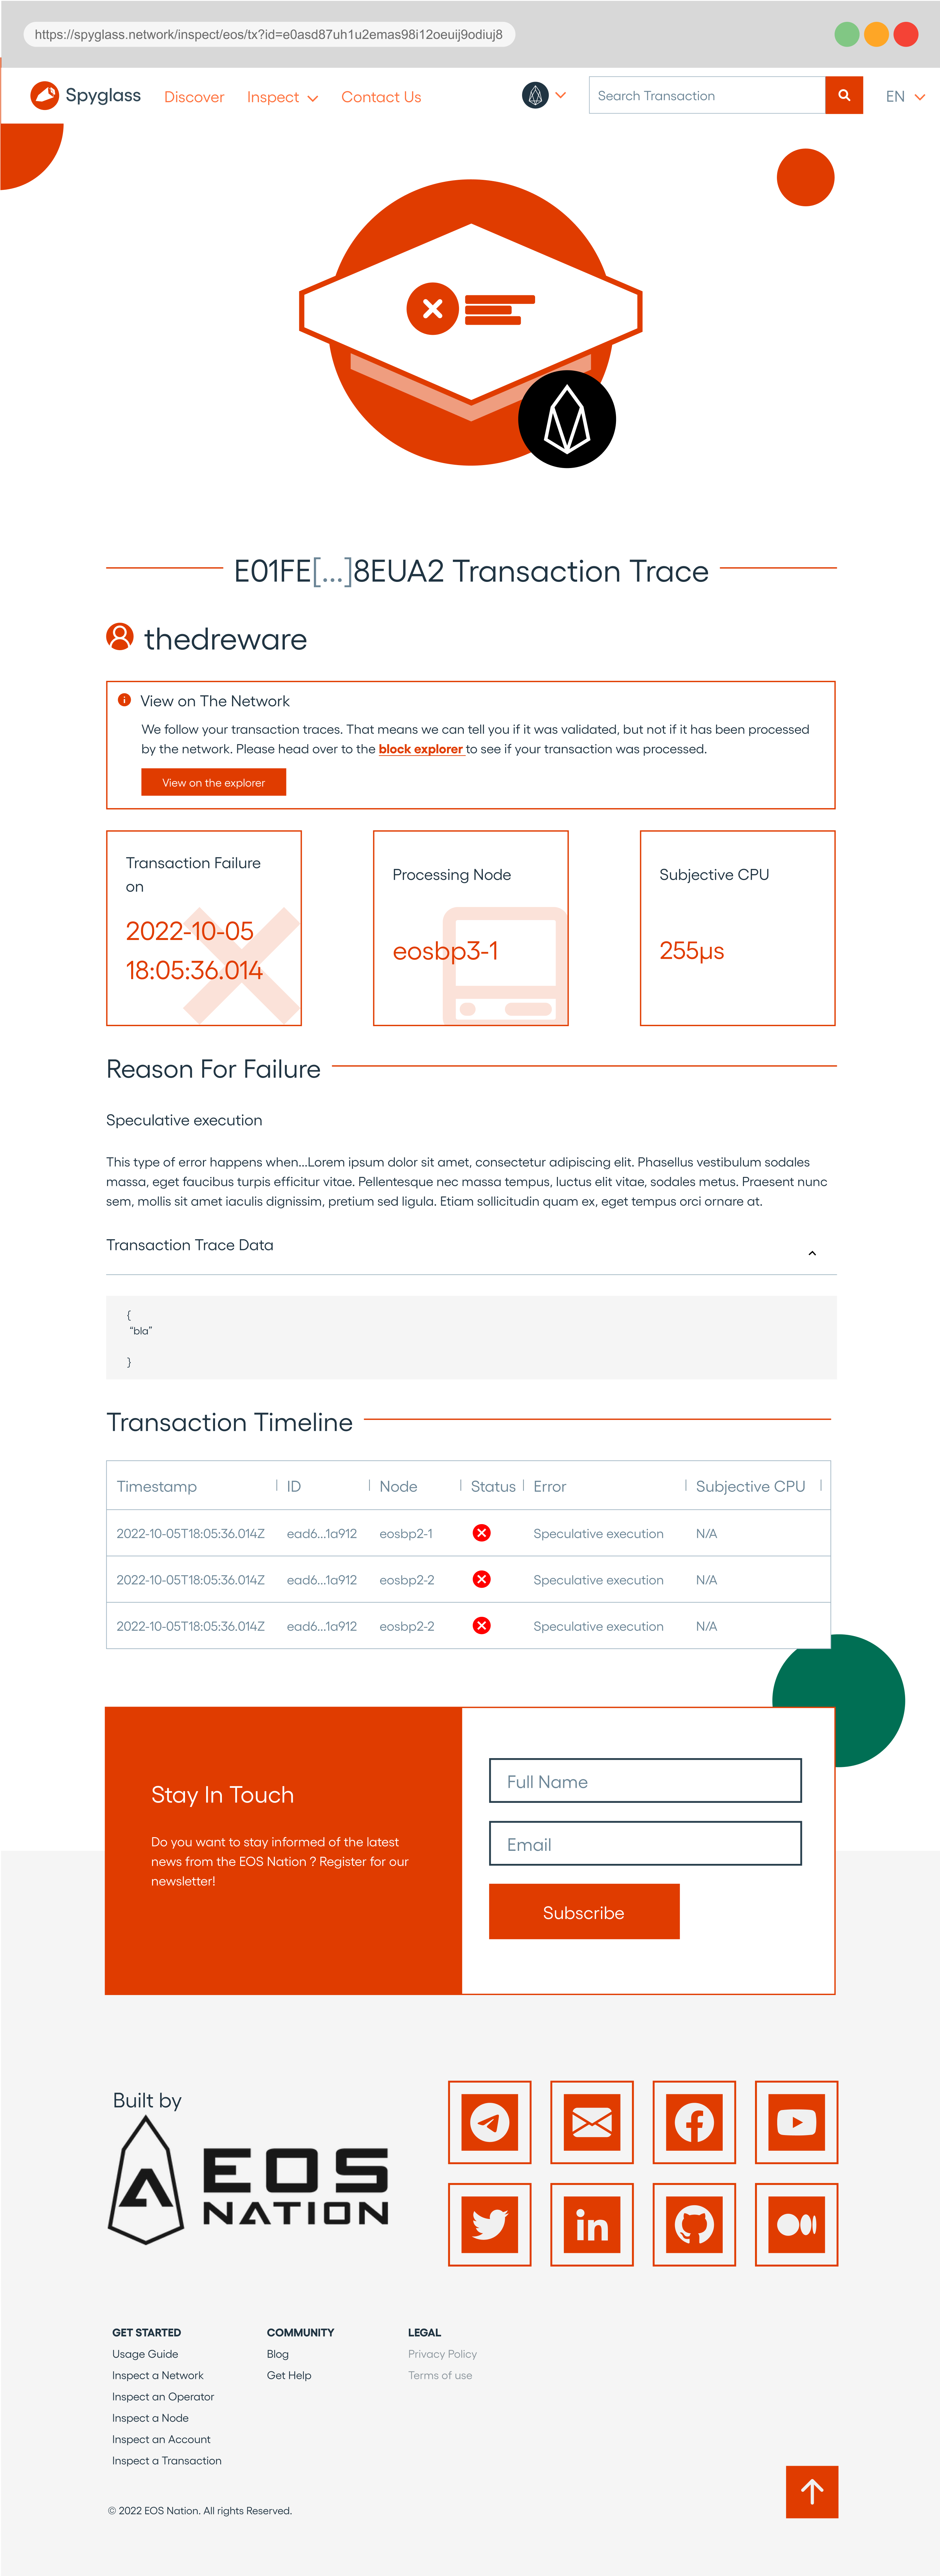 https://spyglass.network/inspect/eos/tx?id=e0asd87uh1u2emas98i12oeuij9odiuj8
Spyglass Discover Inspect Contact Us Search Transaction EN
E01FE[...]8EUA2 Transaction Trace
thedreware
View on The Network
We follow your transaction traces. That means we can tell you if it was validated, but not if it has been processed
by the network. Please head over to the block explorer to see if your transaction was processed.
View on the explorer
Transaction Failure
on
2022-10-05
18:05:36.014
Processing Node
eosbp3-1
Subjective CPU
255µs
Reason For Failure
Speculative execution
This type of error happens when...Lorem ipsum dolor sit amet, consectetur adipiscing elit. Phasellus vestibulum sodales
massa, eget faucibus turpis efficitur vitae. Pellentesque nec massa tempus, luctus elit vitae, sodales metus. Praesent nunc
sem, mollis sit amet iaculis dignissim, pretium sed ligula. Etiam sollicitudin quam ex, eget tempus orci ornare at.
Transaction Trace Data
{
“bla”
}
Transaction Timeline
Timestamp ID Node Status Error Subjective CPU
2022-10-05T18:05:36.014Z ead6...1a912 eosbp2-1 Speculative execution N/A
2022-10-05T18:05:36.014Z ead6...1a912 eosbp2-2 Speculative execution N/A
2022-10-05T18:05:36.014Z ead6...1a912 eosbp2-2 Speculative execution N/A
Stay In Touch
Do you want to stay informed of the latest
news from the EOS Nation ? Register for our
newsletter!
Full Name
Email
Subscribe
Built by
EOS
NATION
GET STARTED
Usage Guide
Inspect a Network
Inspect an Operator
Inspect a Node
Inspect an Account
Inspect a Transaction
COMMUNITY
Blog
Get Help
LEGAL
Privacy Policy
Terms of use
© 2022 EOS Nation. All rights Reserved.